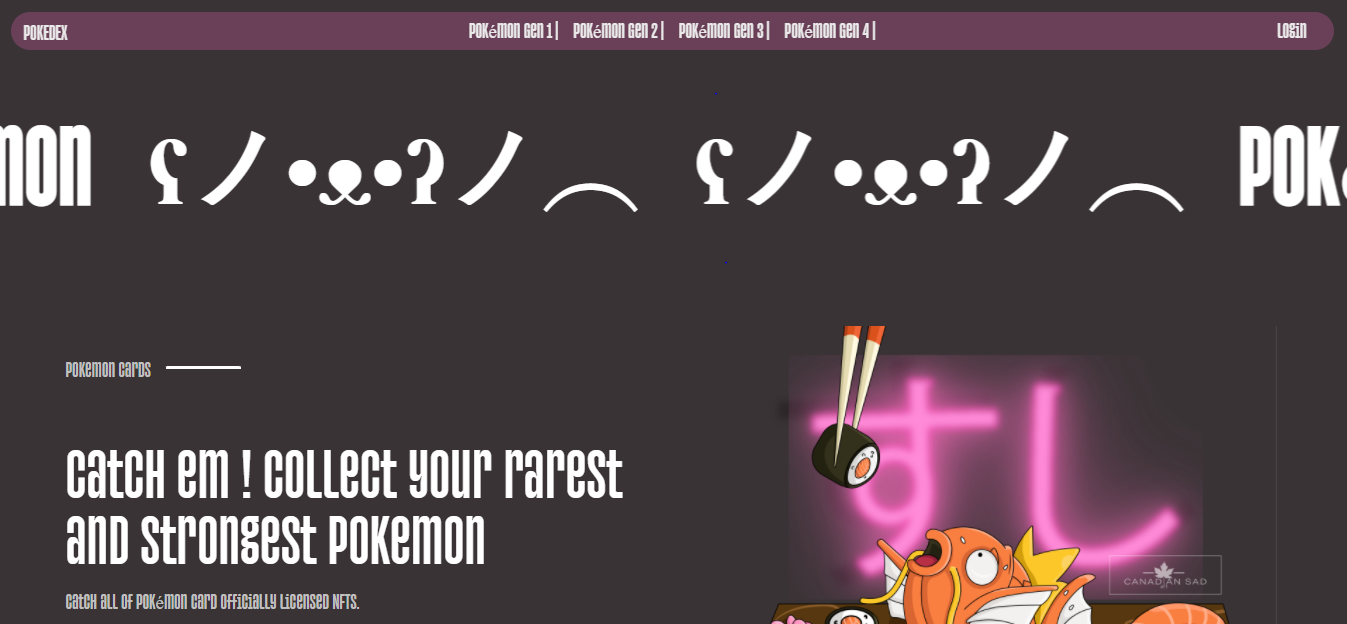 POKEDEX
Pokémon Gen 1 |
Pokémon Gen 2 |
Pokémon Gen 3 |
Pokémon Gen 4 |
Login
mon ʕノ•ᴥ•ʔノ ︵ ʕノ•ᴥ•ʔノ ︵ Pok
Pokemon Cards
Catch em ! Collect your rarest
and strongest Pokemon
Catch all of Pokémon card officially licensed NFTs.
すし
CANADIAN SAD